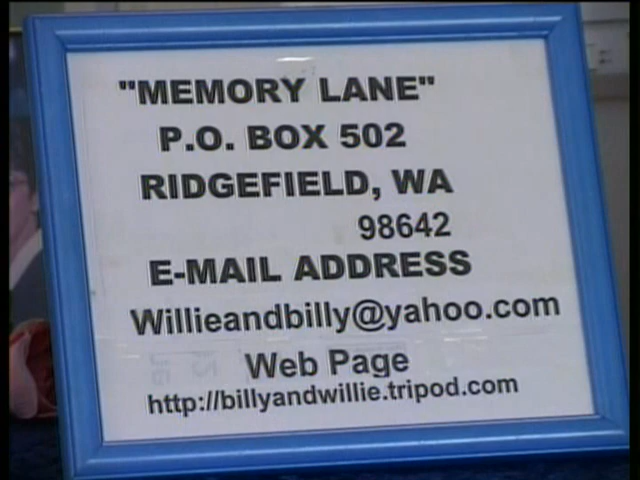 "MEMORY LANE"
P.O. BOX 502
RIDGEFIELD, WA
98642
E-MAIL ADDRESS
Willieandbilly@yahoo.com
Web Page
http://billyandwillie.tripod.com